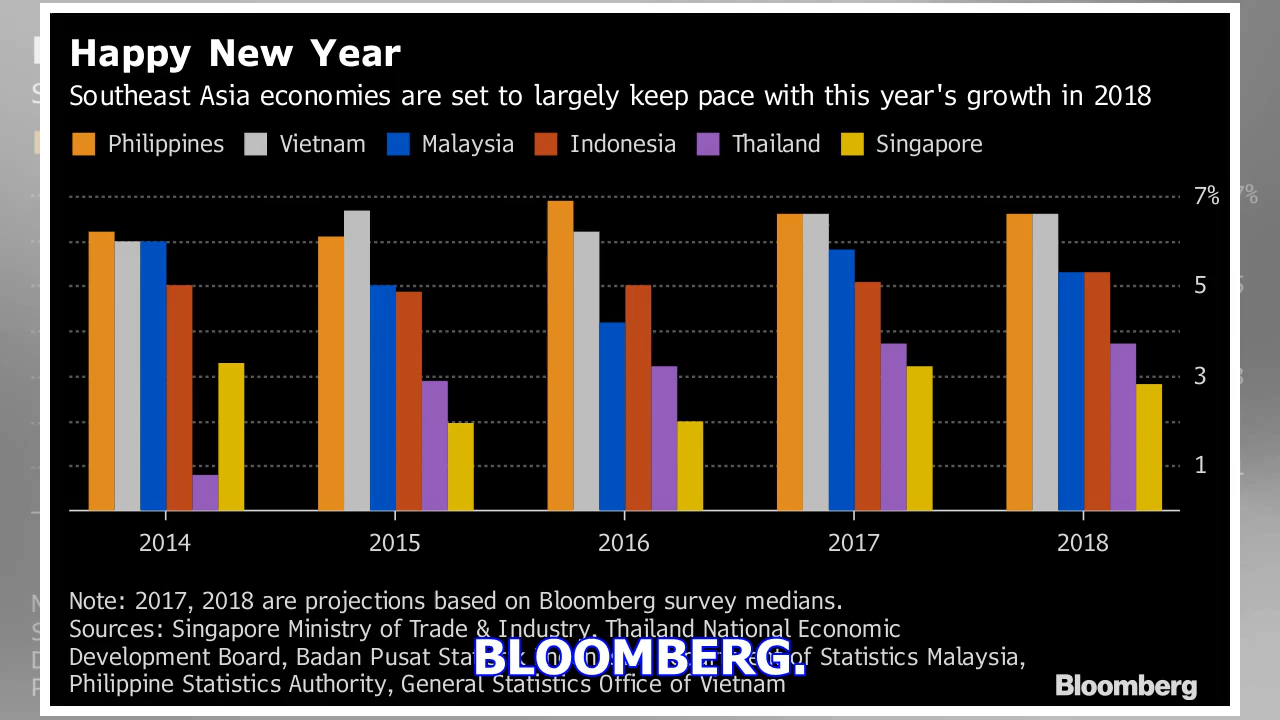 Happy New Year
Southeast Asia economies are set to largely keep pace with this year's growth in 2018
Philippines Vietnam Malaysia Indonesia Thailand Singapore
7%
5
3
1
2014 2015 2016 2017 2018
Note: 2017, 2018 are projections based on Bloomberg survey medians.
Sources: Singapore Ministry of Trade & Industry, Thailand National Economic
Development Board, Badan Pusat of Statistics Malaysia,
Philippine Statistics Authority, General Statistics Office of Vietnam
BLOOMBERG.
Bloomberg